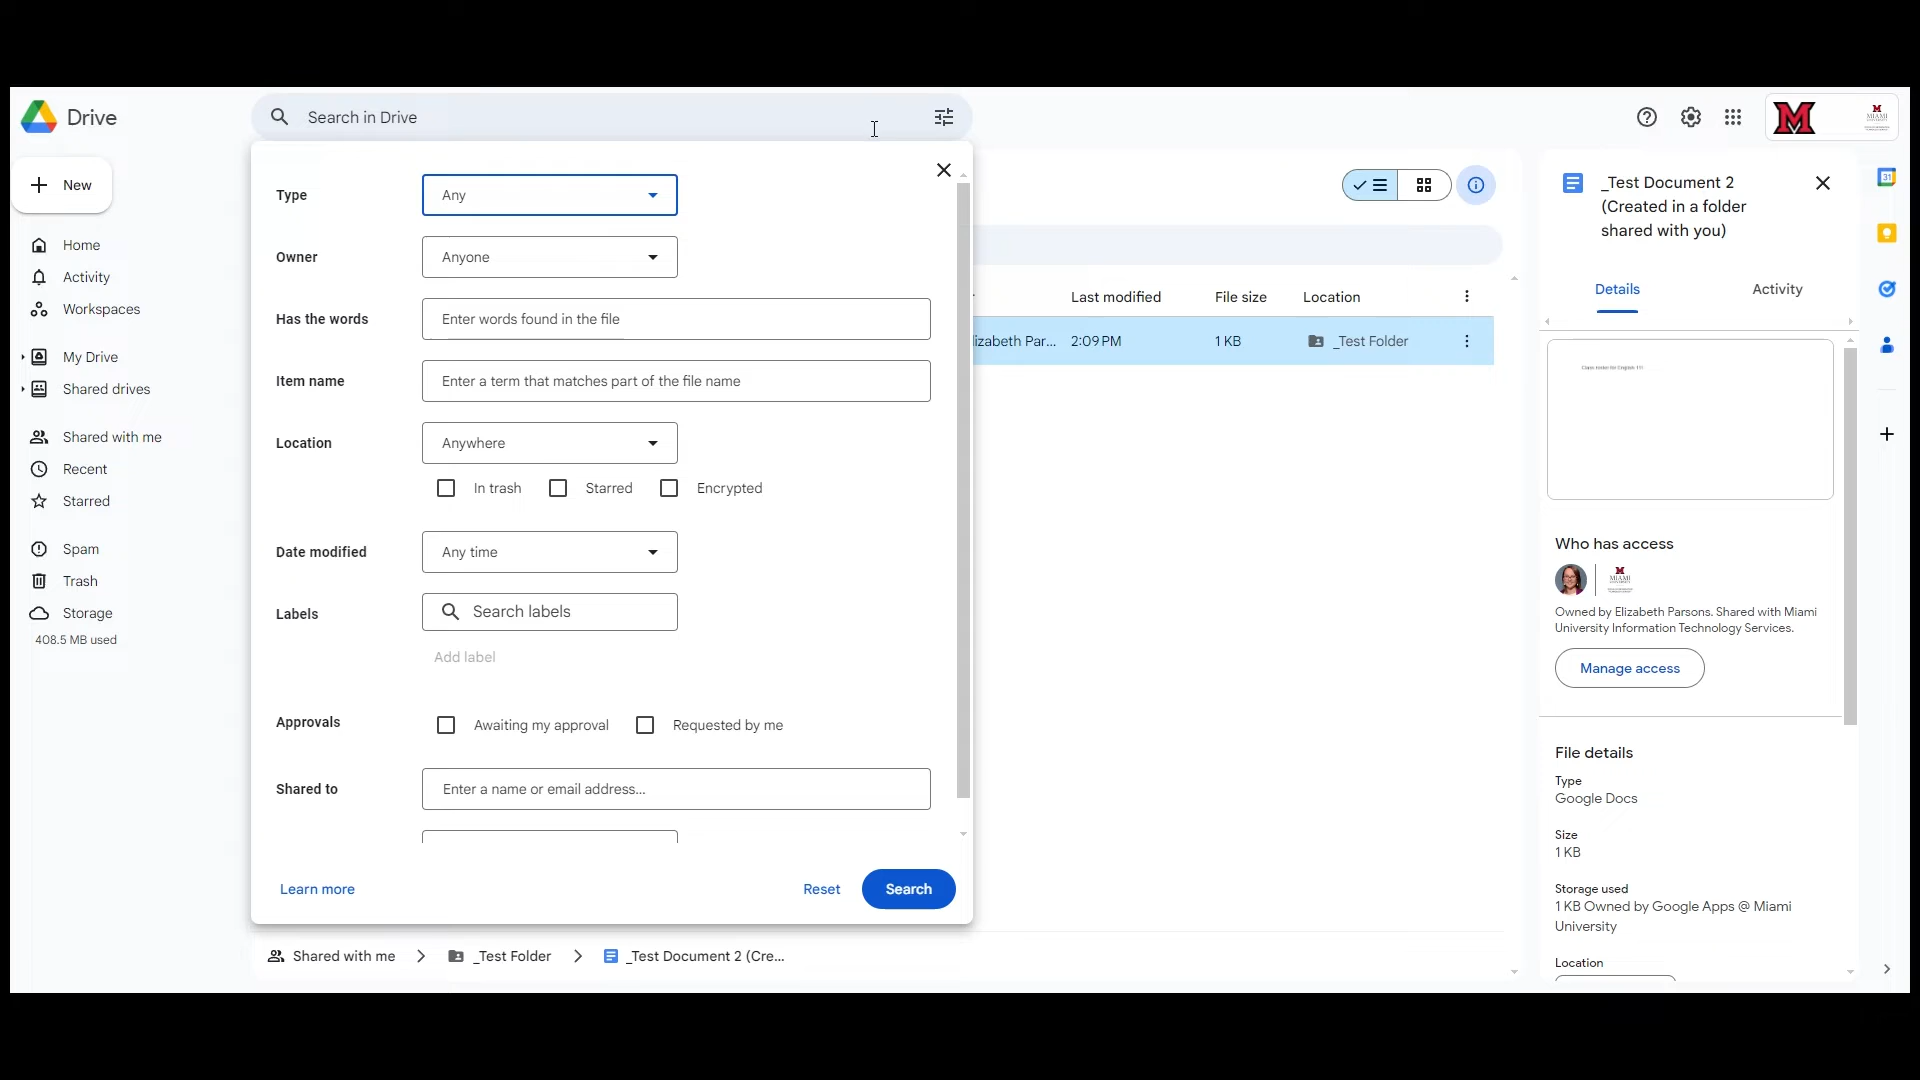 Drive
Search in Drive
New
Home
Activity
Workspaces
My Drive
Shared drives
Shared with me
Recent
Starred
Spam
Trash
Storage
408.5 MB used
Type
Any
Owner
Anyone
Has the words
Enter words found in the file
Item name
Enter a term that matches part of the file name
Location
Anywhere
In trash
Starred
Encrypted
Date modified
Any time
Labels
Search labels
Add label
Approvals
Awaiting my approval
Requested by me
Shared to
Enter a name or email address...
Learn more
Reset
Search
Last modified
File size
Location
lizabeth Par...
2:09 PM
1 KB
_Test Folder
Shared with me
_Test Folder
_Test Document 2 (Cre...
M
MIAMI
_Test Document 2
(Created in a folder
shared with you)
Details
Activity
Who has access
MIAMI
Owned by Elizabeth Parsons. Shared with Miami
University Information Technology Services.
Manage access
File details
Type
Google Docs
Size
1 KB
Storage used
1 KB Owned by Google Apps @ Miami
University
Location
31